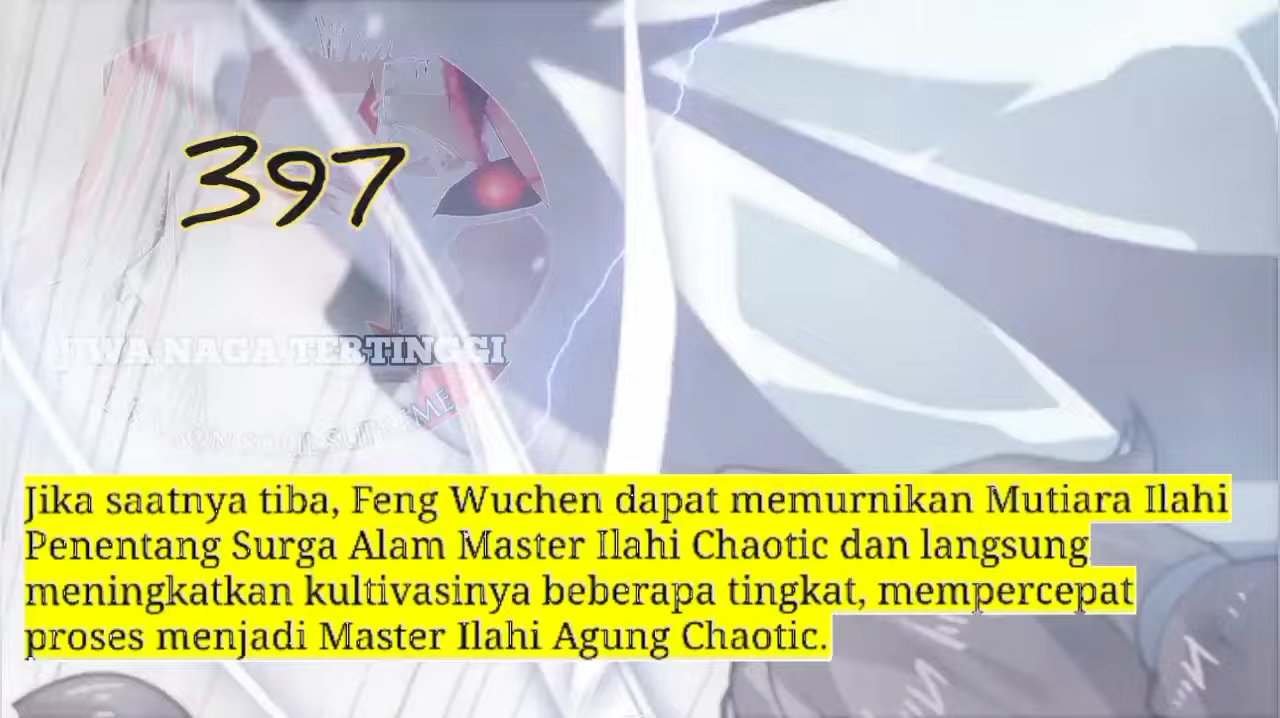 397
JIWA NAGA TERTINGGI
Jika saatnya tiba, Feng Wuchen dapat memurnikan Mutiara Ilahi
Penentang Surga Alam Master Ilahi Chaotic dan langsung
meningkatkan kultivasinya beberapa tingkat, mempercepat
proses menjadi Master Ilahi Agung Chaotic.